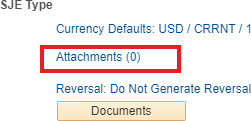 SJE Type
Currency Defaults: USD / CRRNT / 1
Attachments (0)
Reversal: Do Not Generate Reversal
Documents